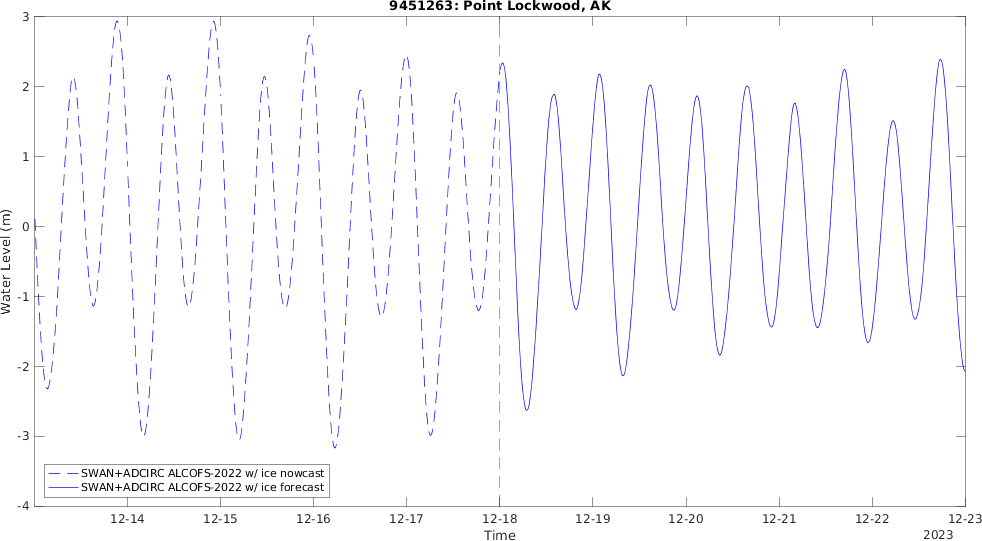 9451263: Point Lockwood, AK
3
2
1
0
-1
-2
-3
-4
Water Level (m)
SWAN+ADCIRC ALCOFS-2022 w/ ice nowcast
SWAN+ADCIRC ALCOFS-2022 w/ ice forecast
12-14 12-15 12-16 12-17 12-18 12-19 12-20 12-21 12-22 12-23
Time
2023